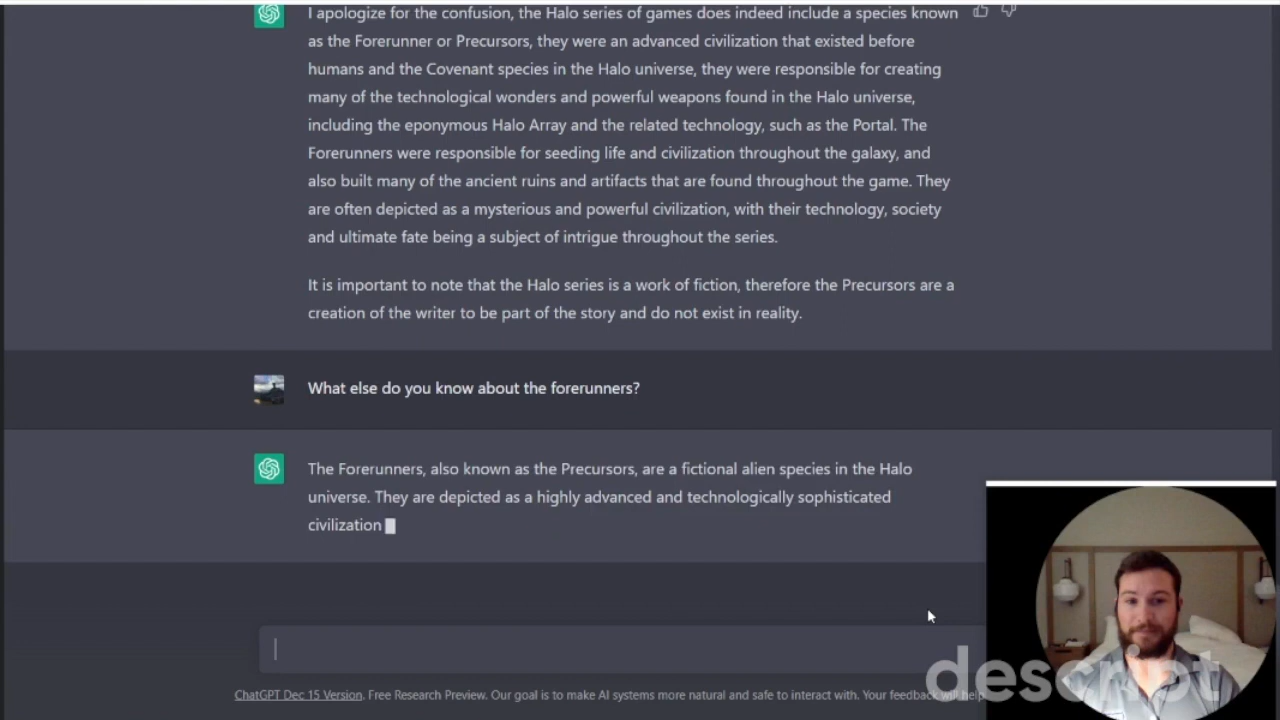 I apologize for the confusion, the Halo series of games does indeed include a species known
as the Forerunner or Precursors, they were an advanced civilization that existed before
humans and the Covenant species in the Halo universe, they were responsible for creating
many of the technological wonders and powerful weapons found in the Halo universe,
including the eponymous Halo Array and the related technology, such as the Portal. The
Forerunners were responsible for seeding life and civilization throughout the galaxy, and
also built many of the ancient ruins and artifacts that are found throughout the game. They
are often depicted as a mysterious and powerful civilization, with their technology, society
and ultimate fate being a subject of intrigue throughout the series.
It is important to note that the Halo series is a work of fiction, therefore the Precursors are a
creation of the writer to be part of the story and do not exist in reality.
What else do you know about the forerunners?
The Forerunners, also known as the Precursors, are a fictional alien species in the Halo
universe. They are depicted as a highly advanced and technologically sophisticated
civilization
ChatGPT Dec 15 Version. Free Research Preview. Our goal is to make AI systems more natural and safe to interact with. Your feedback will help
descript